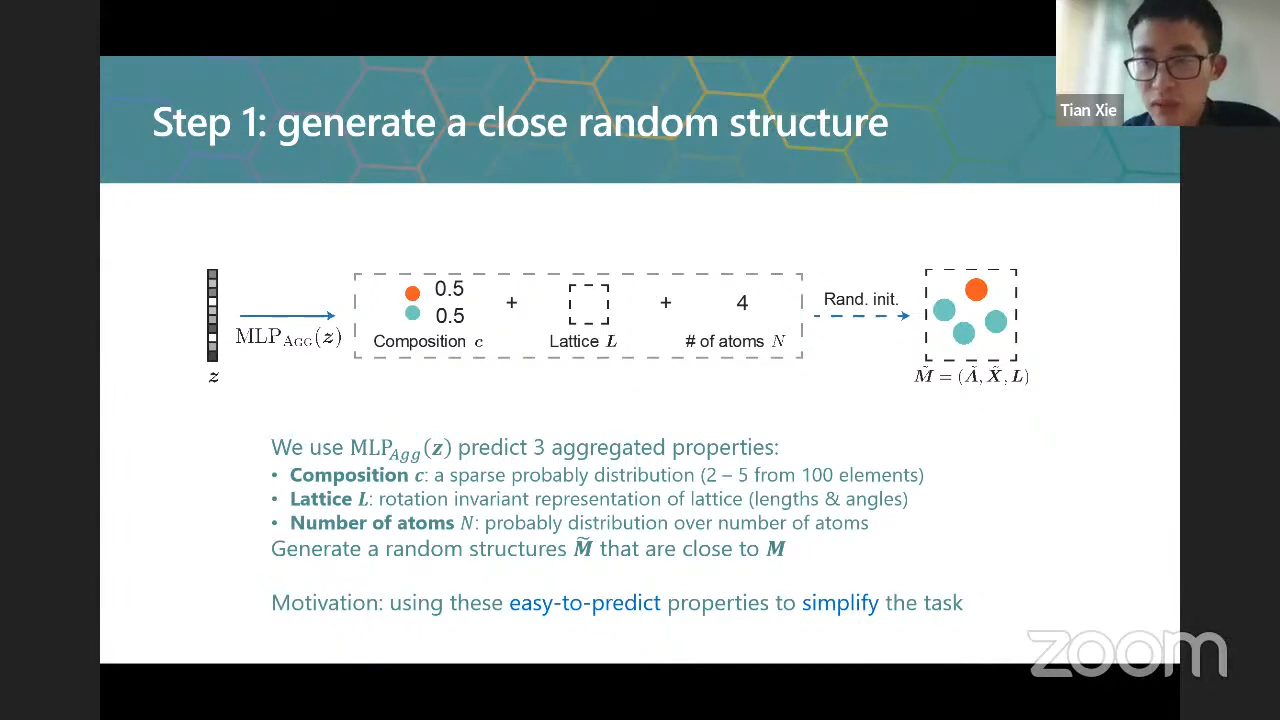 Tian Xie
Step 1: generate a close random structure
z
MLP_AGG(z)
0.5
0.5
Composition c
+
Lattice L
+
4
# of atoms N
Rand. init.
M̃ = (Ã, X̃, L)
We use MLP_Agg(z) predict 3 aggregated properties:
• Composition c: a sparse probably distribution (2 – 5 from 100 elements)
• Lattice L: rotation invariant representation of lattice (lengths & angles)
• Number of atoms N: probably distribution over number of atoms
Generate a random structures M̃ that are close to M
Motivation: using these easy-to-predict properties to simplify the task
zoom